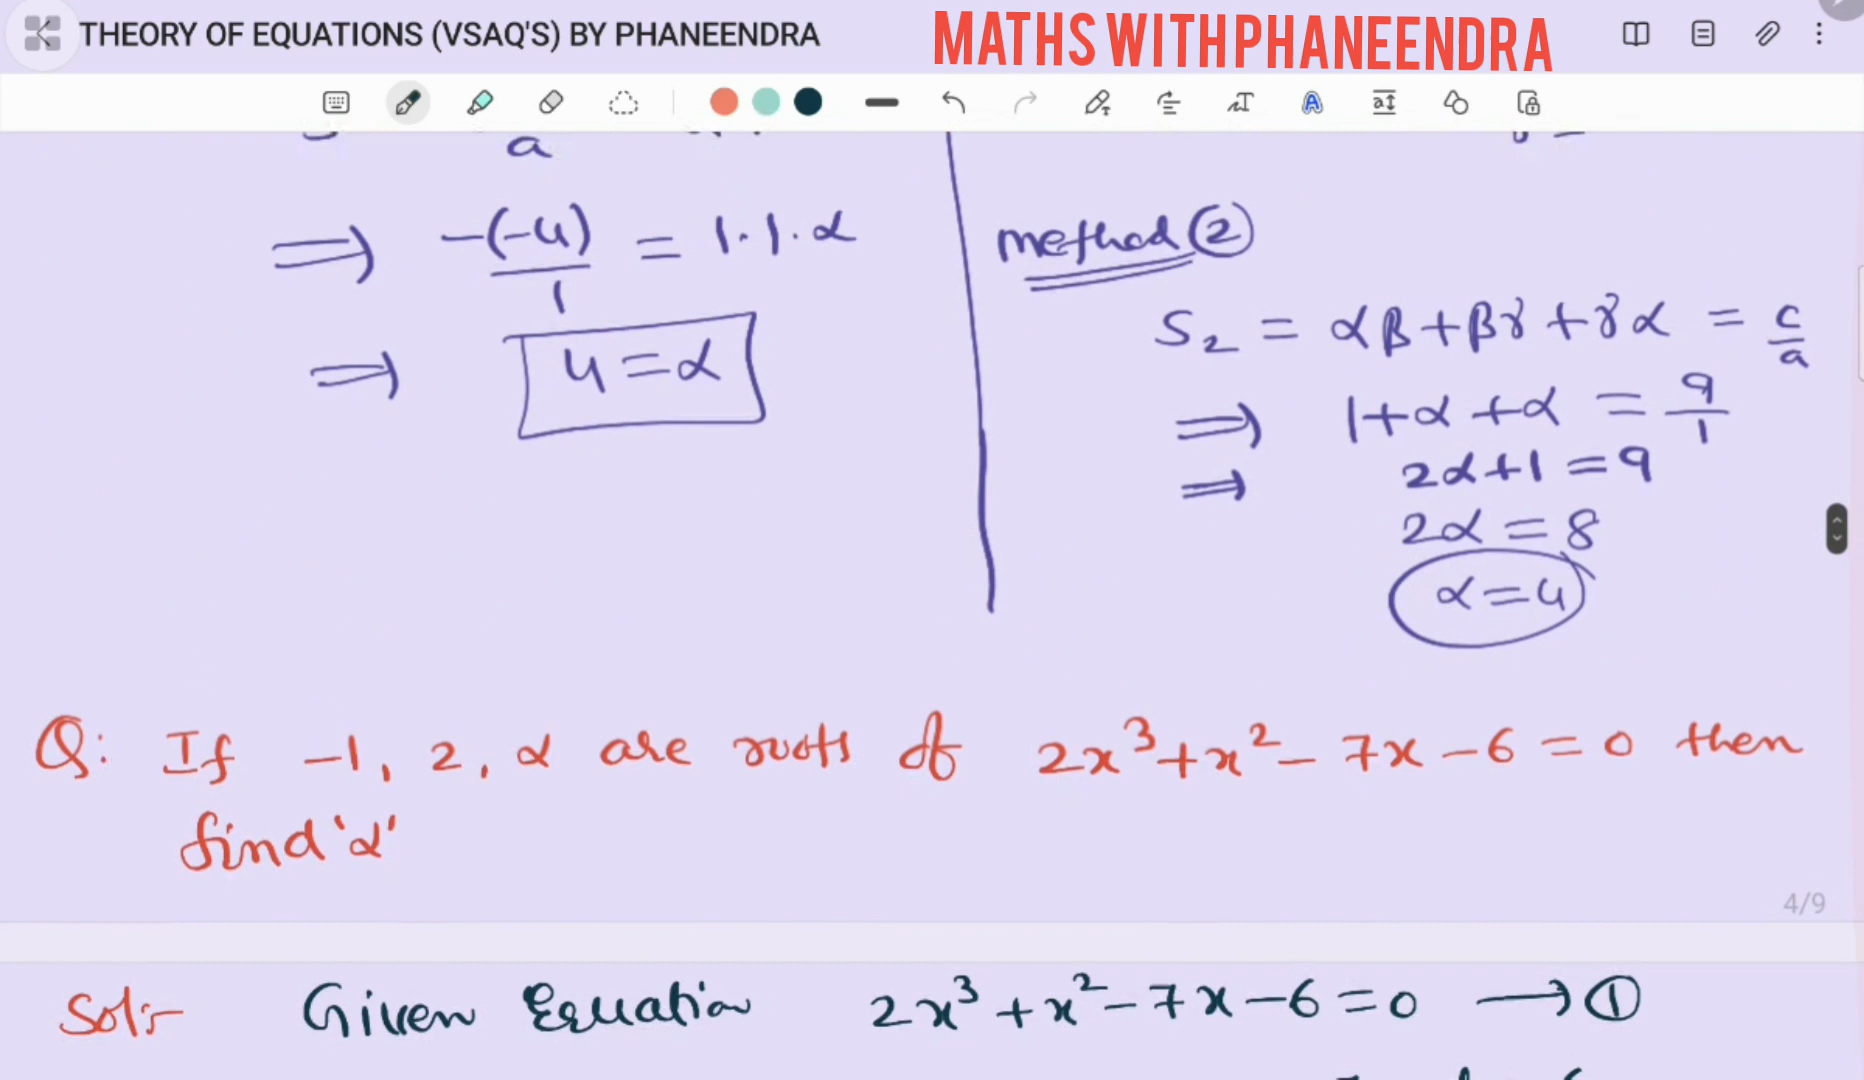 THEORY OF EQUATIONS (VSAQ'S) BY PHANEENDRA
MATHS WITH PHANEENDRA
a
⟹ -(-4)/1 = 1·1·α
⟹ 4=α
method ②
S₂ = αβ+βγ+γα = c/a
⟹ 1+α+α = 9/1
⟹ 2α+1=9
2α=8
α=4
Q: If -1, 2, α are roots of 2x³+x²-7x-6=0 then
find 'α'
4/9
Sol:- Given Equation 2x³+x²-7x-6=0 ⟶①